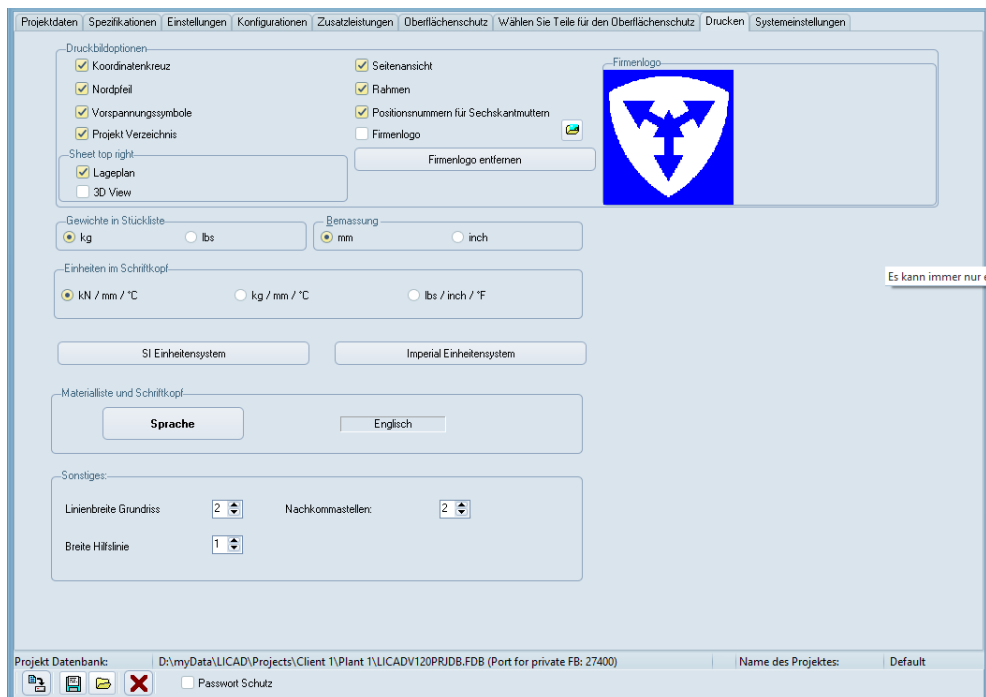 Projektdaten Spezifikationen Einstellungen Konfigurationen Zusatzleistungen Oberflächenschutz Wählen Sie Teile für den Oberflächenschutz Drucken Systemeinstellungen
Druckbildoptionen
Koordinatenkreuz Seitenansicht Firmenlogo
Nordpfeil Rahmen
Vorspannungssymbole Positionsnummern für Sechskantmuttern
Projekt Verzeichnis Firmenlogo
Sheet top right Firmenlogo entfernen
Lageplan
3D View
Gewichte in Stückliste Bemassung
kg lbs mm inch
Einheiten im Schriftkopf
Es kann immer nur
kN / mm / °C kg / mm / °C lbs / inch / °F
SI Einheitensystem Imperial Einheitensystem
Materialliste und Schriftkopf
Sprache Englisch
Sonstiges:
Linienbreite Grundriss 2 Nachkommastellen: 2
Breite Hilfslinie 1
Projekt Datenbank: D:\myData\LICAD\Projects\Client 1\Plant 1\LICADV120PRJDB.FDB (Port for private FB: 27400) Name des Projektes: Default
Passwort Schutz